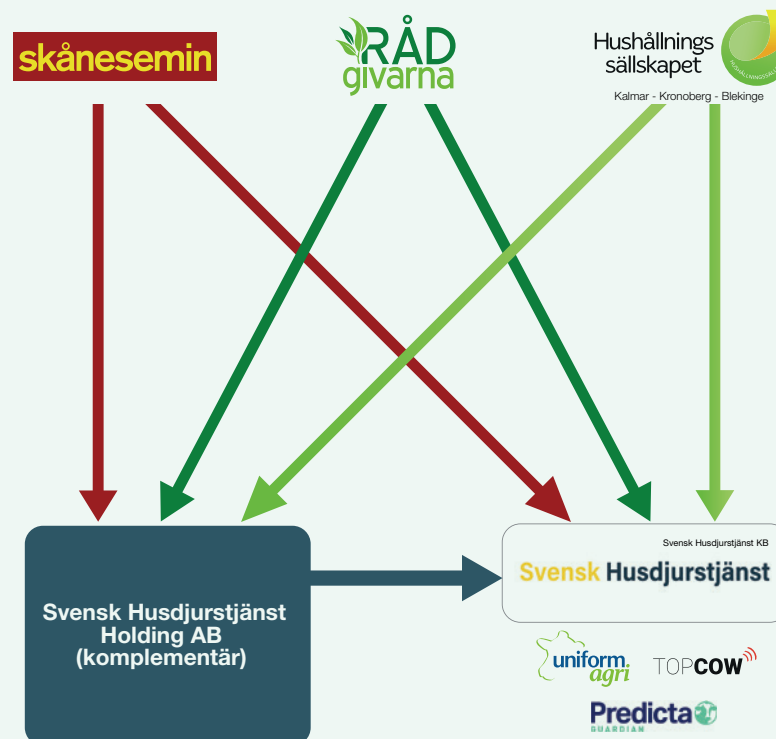 skånesemin
RÅD
givarna
Hushållnings
sällskapet
Kalmar - Kronoberg - Blekinge
Svensk Husdjurstjänst
Holding AB
(komplementär)
Svensk Husdjurstjänst KB
Svensk Husdjurstjänst
uniform
agri
TOPCOW
Predicta
GUARDIAN